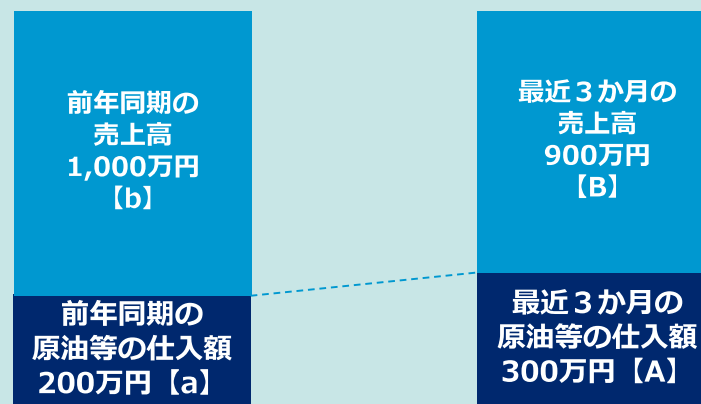 前年同期の
売上高
1,000万円
【b】
前年同期の
原油等の仕入額
200万円【a】
最近３か月の
売上高
900万円
【B】
最近３か月の
原油等の仕入額
300万円【A】